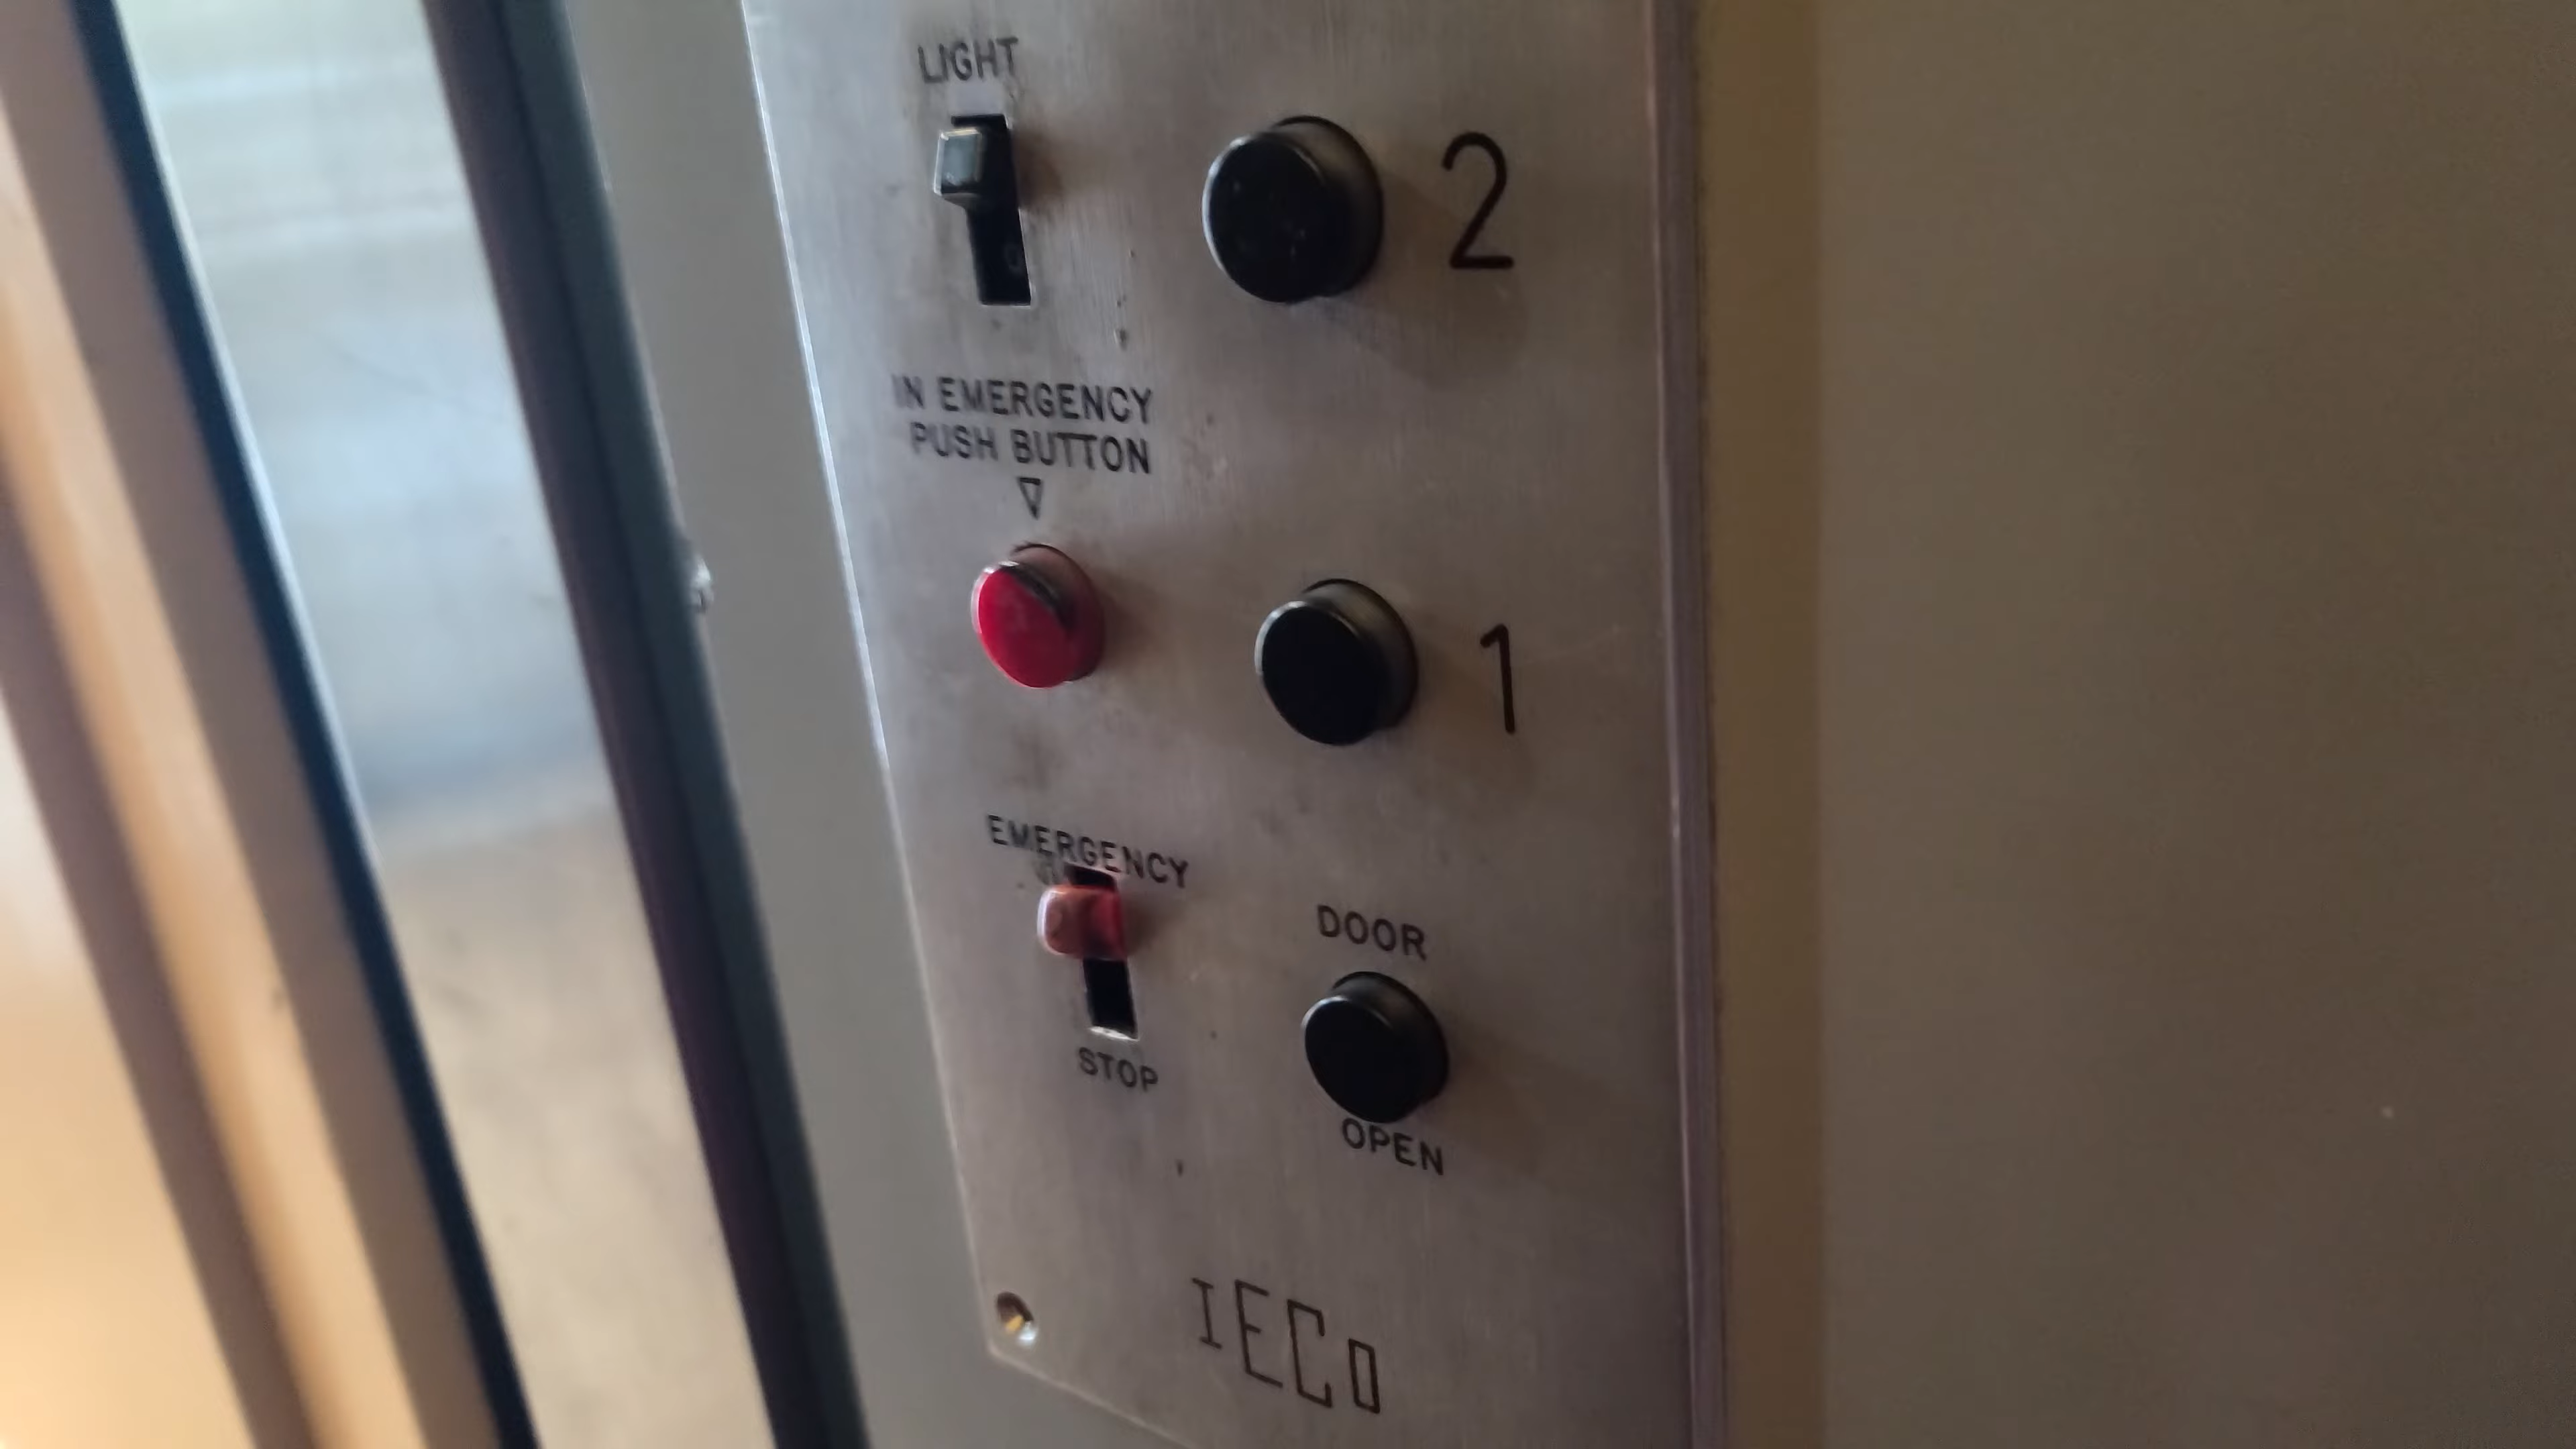 LIGHT
2
IN EMERGENCY
PUSH BUTTON
1
EMERGENCY
STOP
DOOR
OPEN
IECo